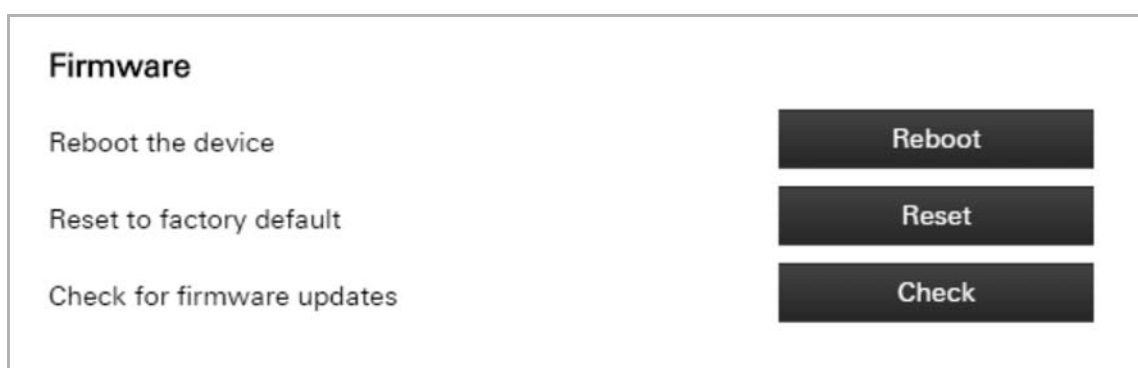 Firmware
Reboot the device Reboot
Reset to factory default Reset
Check for firmware updates Check